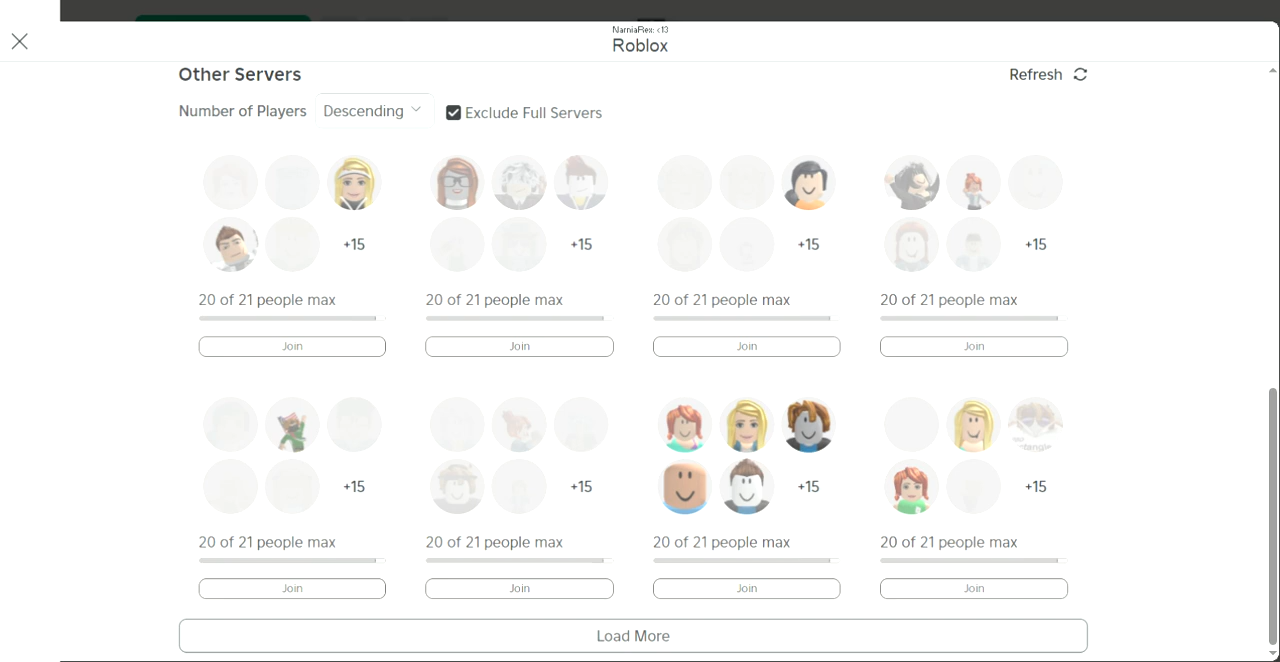 NarniaRex: <13
Roblox
Other Servers
Refresh
Number of Players Descending Exclude Full Servers
+15 +15 +15 +15
20 of 21 people max 20 of 21 people max 20 of 21 people max 20 of 21 people max
Join Join Join Join
+15 +15 +15 +15
20 of 21 people max 20 of 21 people max 20 of 21 people max 20 of 21 people max
Join Join Join Join
Load More